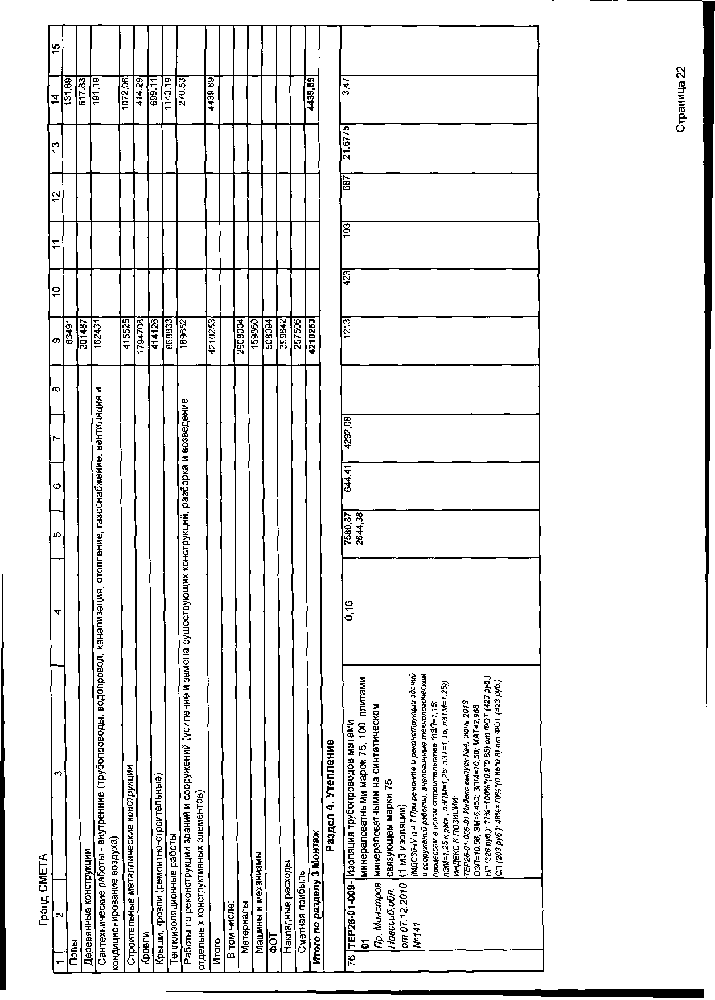 Гранд-СМЕТА
1 2 3 4 5 6 7 8 9 10 11 12 13 14 15
Полы 63491 131,69
Деревянные конструкции 301487 517,83
Сантехнические работы - внутренние (трубопроводы, водопровод, канализация, отопление, газоснабжение, вентиляция и 162431 191,19
кондиционирование воздуха)
Строительные металлические конструкции 415525 1072,06
Кровли 1794708 414,29
Крыши, кровли (ремонтно-строительные) 414126 699,11
Теплоизоляционные работы 868833 1143,19
Работы по реконструкции зданий и сооружений (усиление и замена существующих конструкций, разборка и возведение 189652 270,53
отдельных конструктивных элементов)
Итого 4210253 4439,89
В том числе:
Материалы 2908004
Машины и механизмы 159860
ФОТ 508094
Накладные расходы 399842
Сметная прибыль 257506
Итого по разделу 3 Монтаж 4210253 4439,89
Раздел 4. Утепление
76 ТЕР26-01-009- Изоляция трубопроводов матами 0,16 7580,87 644,41 4292,08 1213 423 103 687 21,6775 3,47
01 минераловатными марок 75, 100, плитами 2644,38
Пр. Минстроя минераловатными на синтетическом
Новосиб.обл. связующем марки 75
от 07.12.2010 (1 м3 изоляции)
№141 (МДС35-IV п.4.7.При ремонте и реконструкции зданий
и сооружений работы, аналогичные технологическим
процессам в новом строительстве (пЗП=1,15;
пЭМ=1,25 к расх.; пЗПМ=1,25; пЗТ=1,15; пЗТМ=1,25))
ИНДЕКС К ПОЗИЦИИ:
ТЕР26-01-009-01 Индекс выпуск №4, июнь 2013
ОЗП=10,58; ЭМ=6,453; ЗПМ=10,58; МАТ=2,968
НР (326 руб.): 77%=100%*(0.9*0.85) от ФОТ (423 руб.)
СП (203 руб.): 48%=70%*(0.85*0.8) от ФОТ (423 руб.)
Страница 22